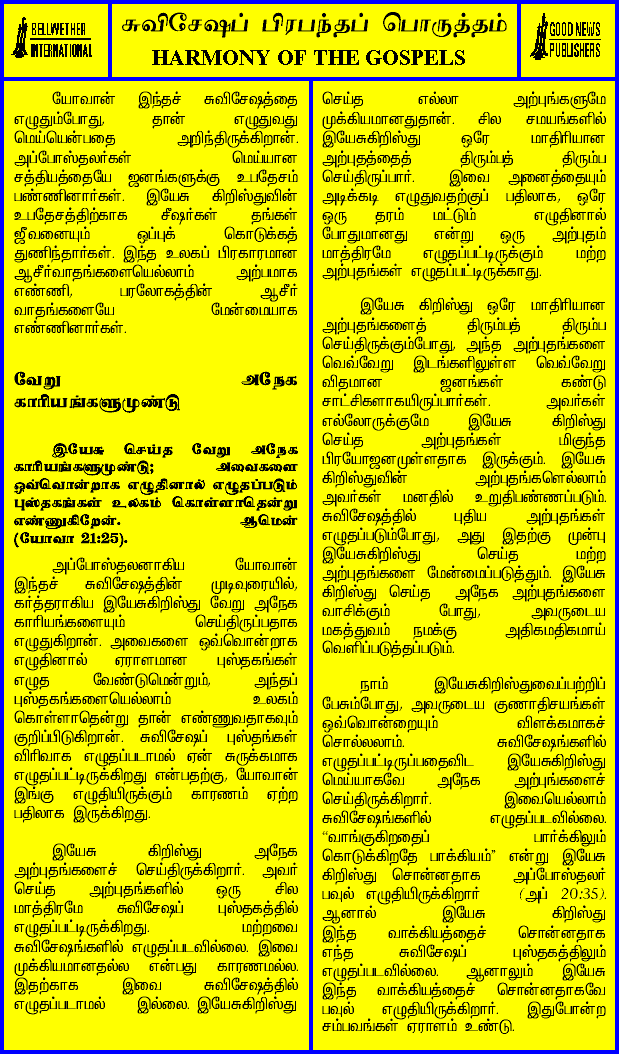 BELLWETHER
INTERNATIONAL
சுவிசேஷப் பிரபந்தப் பொருத்தம்
HARMONY OF THE GOSPELS
GOOD NEWS
PUBLISHERS
யோவான் இந்தச் சுவிசேஷத்தை
எழுதும்போது, தான் எழுதுவது
மெய்யென்பதை அறிந்திருக்கிறான்.
அப்போஸ்தலர்கள் மெய்யான
சத்தியத்தையே ஜனங்களுக்கு உபதேசம்
பண்ணினார்கள். இயேசு கிறிஸ்துவின்
உபதேசத்திற்காக சீஷர்கள் தங்கள்
ஜீவனையும் ஒப்புக் கொடுக்கத்
துணிந்தார்கள். இந்த உலகப் பிரகாரமான
ஆசீர்வாதங்களையெல்லாம் அற்பமாக
எண்ணி, பரலோகத்தின் ஆசீர்
வாதங்களையே மேன்மையாக
எண்ணினார்கள்.
வேறு அநேக
காரியங்களுமுண்டு
இயேசு செய்த வேறு அநேக
காரியங்களுமுண்டு; அவைகளை
ஒவ்வொன்றாக எழுதினால் எழுதப்படும்
புஸ்தகங்கள் உலகம் கொள்ளாதென்று
எண்ணுகிறேன். ஆமென்
(யோவா 21:25).
அப்போஸ்தலனாகிய யோவான்
இந்தச் சுவிசேஷத்தின் முடிவுரையில்,
கர்த்தராகிய இயேசுகிறிஸ்து வேறு அநேக
காரியங்களையும் செய்திருப்பதாக
எழுதுகிறான். அவைகளை ஒவ்வொன்றாக
எழுதினால் ஏராளமான புஸ்தகங்கள்
எழுத வேண்டுமென்றும், அந்தப்
புஸ்தகங்களையெல்லாம் உலகம்
கொள்ளாதென்று தான் எண்ணுவதாகவும்
குறிப்பிடுகிறான். சுவிசேஷப் புஸ்தங்கள்
விரிவாக எழுதப்படாமல் ஏன் சுருக்கமாக
எழுதப்பட்டிருக்கிறது என்பதற்கு, யோவான்
இங்கு எழுதியிருக்கும் காரணம் ஏற்ற
பதிலாக இருக்கிறது.
இயேசு கிறிஸ்து அநேக
அற்புதங்களைச் செய்திருக்கிறார். அவர்
செய்த அற்புதங்களில் ஒரு சில
மாத்திரமே சுவிசேஷப் புஸ்தகத்தில்
எழுதப்பட்டிருக்கிறது. மற்றவை
சுவிசேஷங்களில் எழுதப்படவில்லை. இவை
முக்கியமானதல்ல என்பது காரணமல்ல.
இதற்காக இவை சுவிசேஷத்தில்
எழுதப்படாமல் இல்லை. இயேசுகிறிஸ்து
செய்த எல்லா அற்புங்களுமே
முக்கியமானதுதான். சில சமயங்களில்
இயேசுகிறிஸ்து ஒரே மாதிரியான
அற்புதத்தைத் திரும்பத் திரும்ப
செய்திருப்பார். இவை அனைத்தையும்
அடிக்கடி எழுதுவதற்குப் பதிலாக, ஒரே
ஒரு தரம் மட்டும் எழுதினால்
போதுமானது என்று ஒரு அற்புதம்
மாத்திரமே எழுதப்பட்டிருக்கும் மற்ற
அற்புதங்கள் எழுதப்பட்டிருக்காது.
இயேசு கிறிஸ்து ஒரே மாதிரியான
அற்புதங்களைத் திரும்பத் திரும்ப
செய்திருக்கும்போது, அந்த அற்புதங்களை
வெவ்வேறு இடங்களிலுள்ள வெவ்வேறு
விதமான ஜனங்கள் கண்டு
சாட்சிகளாகயிருப்பார்கள். அவர்கள்
எல்லோருக்குமே இயேசு கிறிஸ்து
செய்த அற்புதங்கள் மிகுந்த
பிரயோஜனமுள்ளதாக இருக்கும். இயேசு
கிறிஸ்துவின் அற்புதங்களெல்லாம்
அவர்கள் மனதில் உறுதிபண்ணப்படும்.
சுவிசேஷத்தில் புதிய அற்புதங்கள்
எழுதப்படும்போது, அது இதற்கு முன்பு
இயேசுகிறிஸ்து செய்த மற்ற
அற்புதங்களை மேன்மைப்படுத்தும். இயேசு
கிறிஸ்து செய்த அநேக அற்புதங்களை
வாசிக்கும் போது, அவருடைய
மகத்துவம் நமக்கு அதிகமதிகமாய்
வெளிப்படுத்தப்படும்.
நாம் இயேசுகிறிஸ்துவைப்பற்றிப்
பேசும்போது, அவருடைய குணாதிசயங்கள்
ஒவ்வொன்றையும் விளக்கமாகச்
சொல்லலாம். சுவிசேஷங்களில்
எழுதப்பட்டிருப்பதைவிட இயேசுகிறிஸ்து
மெய்யாகவே அநேக அற்புங்களைச்
செய்திருக்கிறார். இவையெல்லாம்
சுவிசேஷங்களில் எழுதப்படவில்லை.
“வாங்குகிறதைப் பார்க்கிலும்
கொடுக்கிறதே பாக்கியம்” என்று இயேசு
கிறிஸ்து சொன்னதாக அப்போஸ்தலர்
பவுல் எழுதியிருக்கிறார் (அப் 20:35).
ஆனால் இயேசு கிறிஸ்து
இந்த வாக்கியத்தைச் சொன்னதாக
எந்த சுவிசேஷப் புஸ்தகத்திலும்
எழுதப்படவில்லை. ஆனாலும் இயேசு
இந்த வாக்கியத்தைச் சொன்னதாகவே
பவுல் எழுதியிருக்கிறார். இதுபோன்ற
சம்பவங்கள் ஏராளம் உண்டு.